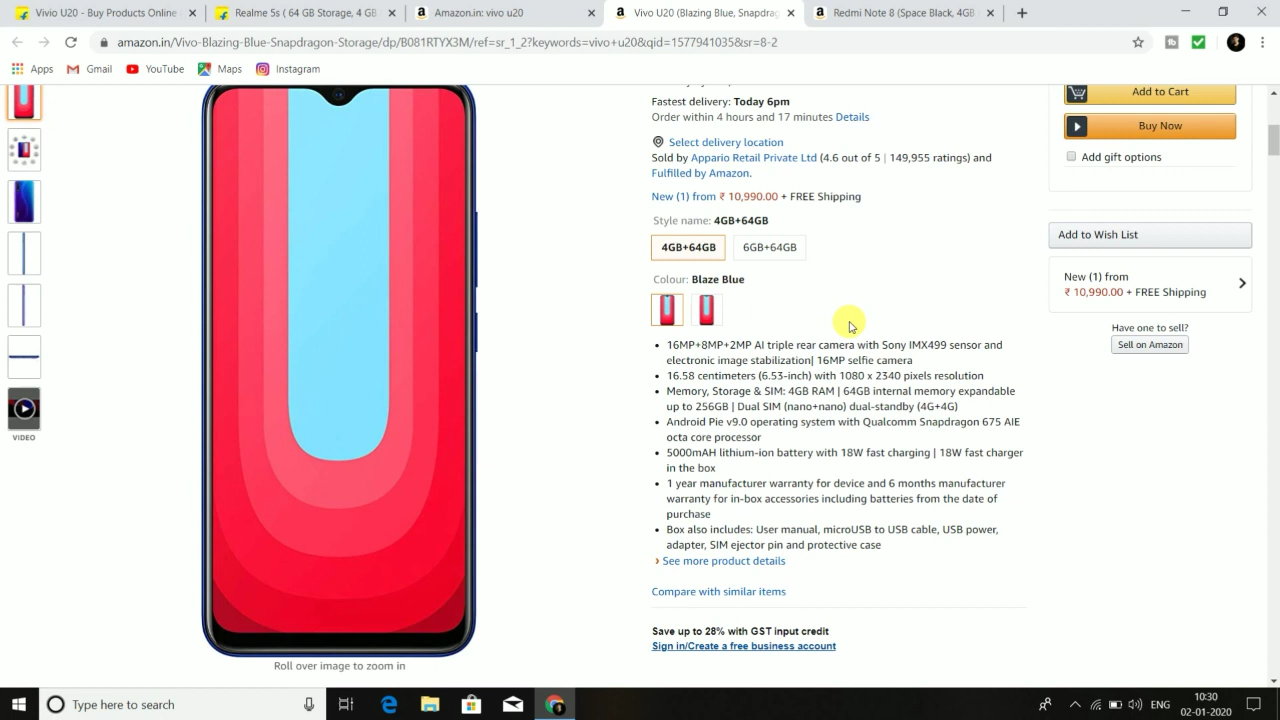 Vivio U20 - Buy Products Online
Realme 5s ( 64 GB Storage, 4 GB
Amazon.in: vivo u20
Vivo U20 (Blazing Blue, Snapdrag
Redmi Note 8 (Space Black, 4GB
amazon.in/Vivo-Blazing-Blue-Snapdragon-Storage/dp/B081RTYX3M/ref=sr_1_2?keywords=vivo+u20&qid=1577941035&sr=8-2
Apps
Gmail
YouTube
Maps
Instagram
Fastest delivery: Today 6pm
Order within 4 hours and 17 minutes Details
Select delivery location
Sold by Appario Retail Private Ltd (4.6 out of 5 | 149,955 ratings) and
Fulfilled by Amazon.
New (1) from ₹ 10,990.00 + FREE Shipping
Style name: 4GB+64GB
4GB+64GB
6GB+64GB
Colour: Blaze Blue
• 16MP+8MP+2MP AI triple rear camera with Sony IMX499 sensor and
electronic image stabilization| 16MP selfie camera
• 16.58 centimeters (6.53-inch) with 1080 x 2340 pixels resolution
• Memory, Storage & SIM: 4GB RAM | 64GB internal memory expandable
up to 256GB | Dual SIM (nano+nano) dual-standby (4G+4G)
• Android Pie v9.0 operating system with Qualcomm Snapdragon 675 AIE
octa core processor
• 5000mAH lithium-ion battery with 18W fast charging | 18W fast charger
in the box
• 1 year manufacturer warranty for device and 6 months manufacturer
warranty for in-box accessories including batteries from the date of
purchase
• Box also includes: User manual, microUSB to USB cable, USB power,
adapter, SIM ejector pin and protective case
› See more product details
Compare with similar items
Save up to 28% with GST input credit
Sign in/Create a free business account
Add to Cart
Buy Now
Add gift options
Add to Wish List
New (1) from
₹ 10,990.00 + FREE Shipping
Have one to sell?
Sell on Amazon
VIDEO
Roll over image to zoom in
Type here to search
ENG
10:30
02-01-2020